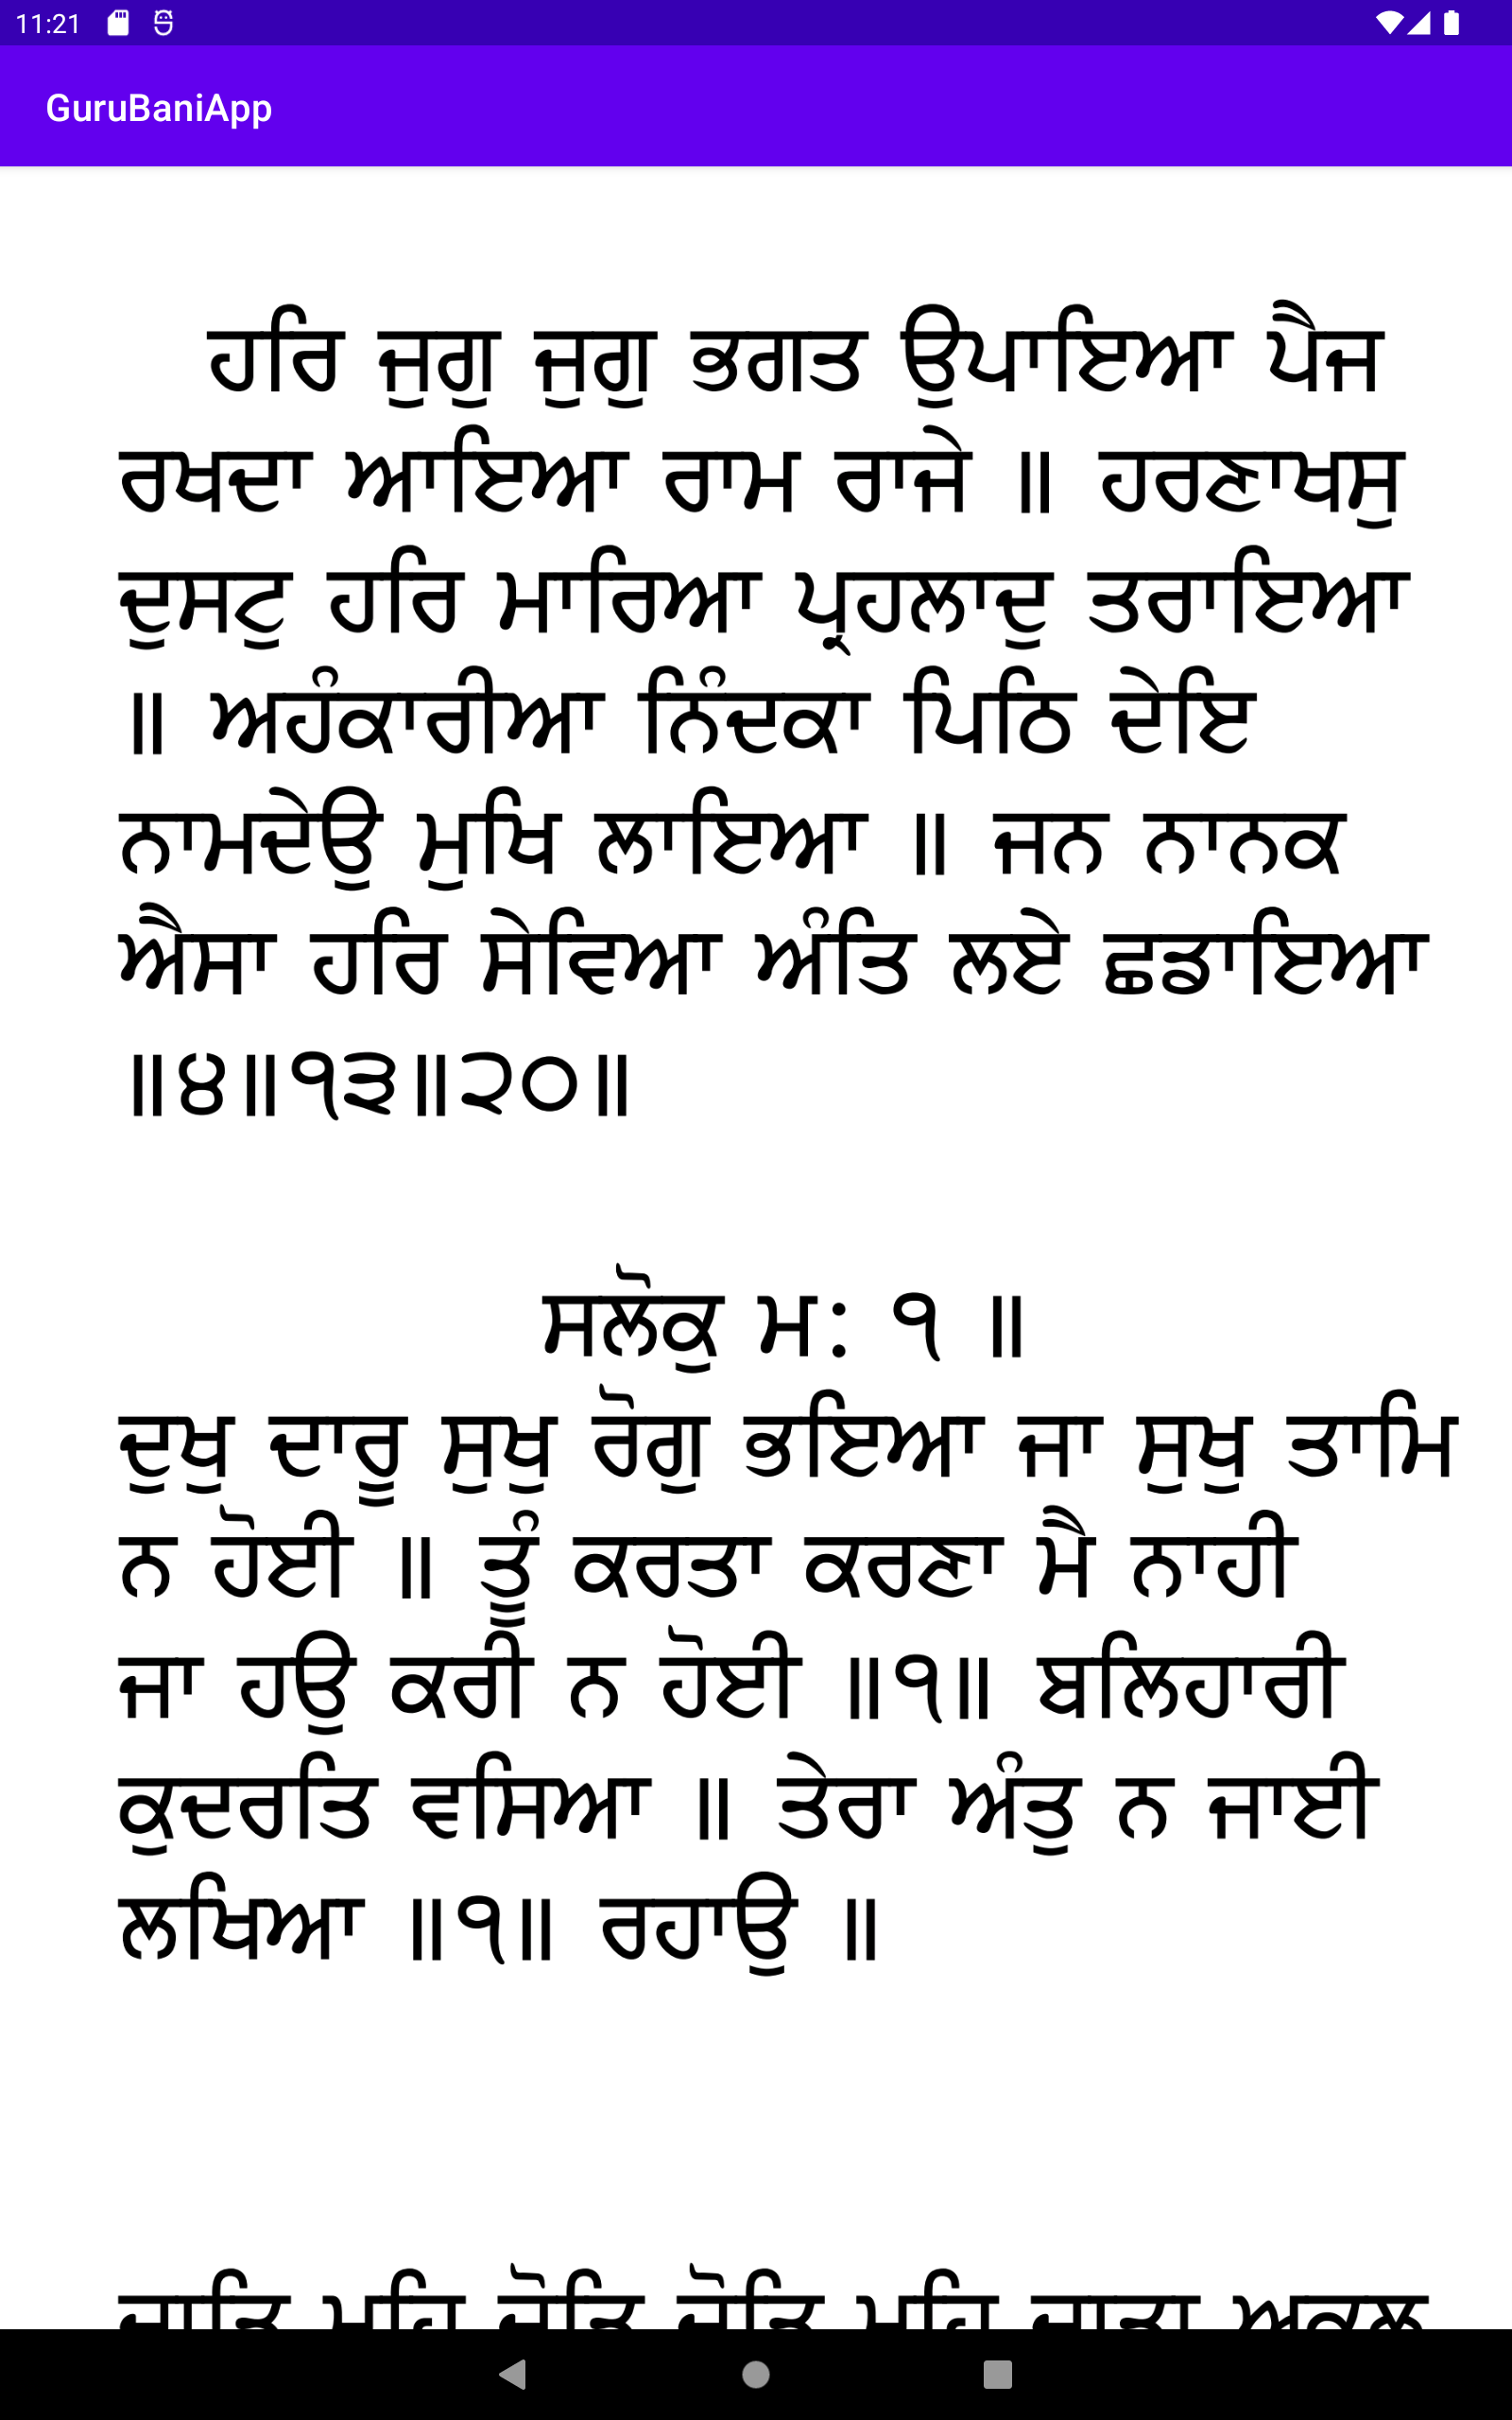 11:21
GuruBaniApp
ਹਰਿ ਜੁਗੁ ਜੁਗੁ ਭਗਤ ਉਪਾਇਆ ਪੈਜ
ਰਖਦਾ ਆਇਆ ਰਾਮ ਰਾਜੇ ॥ ਹਰਣਾਖਸੁ
ਦੁਸਟੁ ਹਰਿ ਮਾਰਿਆ ਪ੍ਰਹਲਾਦੁ ਤਰਾਇਆ
॥ ਅਹੰਕਾਰੀਆ ਨਿੰਦਕਾ ਪਿਠਿ ਦੇਇ
ਨਾਮਦੇਉ ਮੁਖਿ ਲਾਇਆ ॥ ਜਨ ਨਾਨਕ
ਐਸਾ ਹਰਿ ਸੇਵਿਆ ਅੰਤਿ ਲਏ ਛਡਾਇਆ
॥੪॥੧੩॥੨੦॥
ਸਲੋਕੁ ਮ: ੧ ॥
ਦੁਖੁ ਦਾਰੂ ਸੁਖੁ ਰੋਗੁ ਭਇਆ ਜਾ ਸੁਖੁ ਤਾਮਿ
ਨ ਹੋਈ ॥ ਤੂੰ ਕਰਤਾ ਕਰਣਾ ਮੈ ਨਾਹੀ
ਜਾ ਹਉ ਕਰੀ ਨ ਹੋਈ ॥੧॥ ਬਲਿਹਾਰੀ
ਕੁਦਰਤਿ ਵਸਿਆ ॥ ਤੇਰਾ ਅੰਤੁ ਨ ਜਾਈ
ਲਖਿਆ ॥੧॥ ਰਹਾਉ ॥